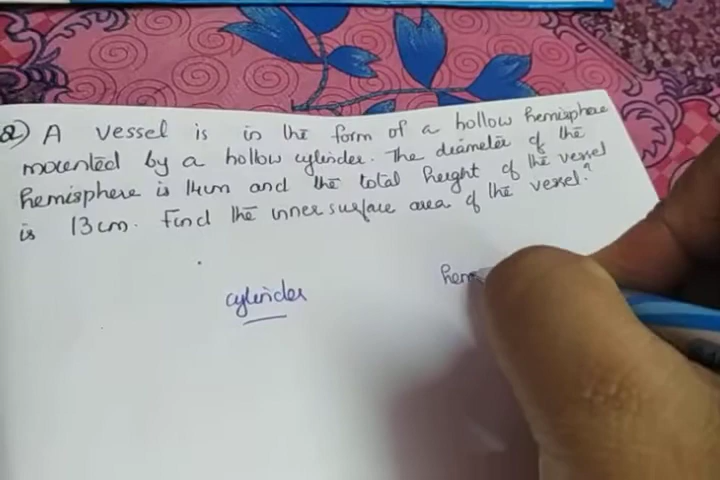 Q) A vessel is in the form of a hollow hemisphere
mounted by a hollow cylinder. The diameter of the
hemisphere is 14cm and the total height of the vessel
is 13cm. Find the inner surface area of the vessel?
cylinder
hem